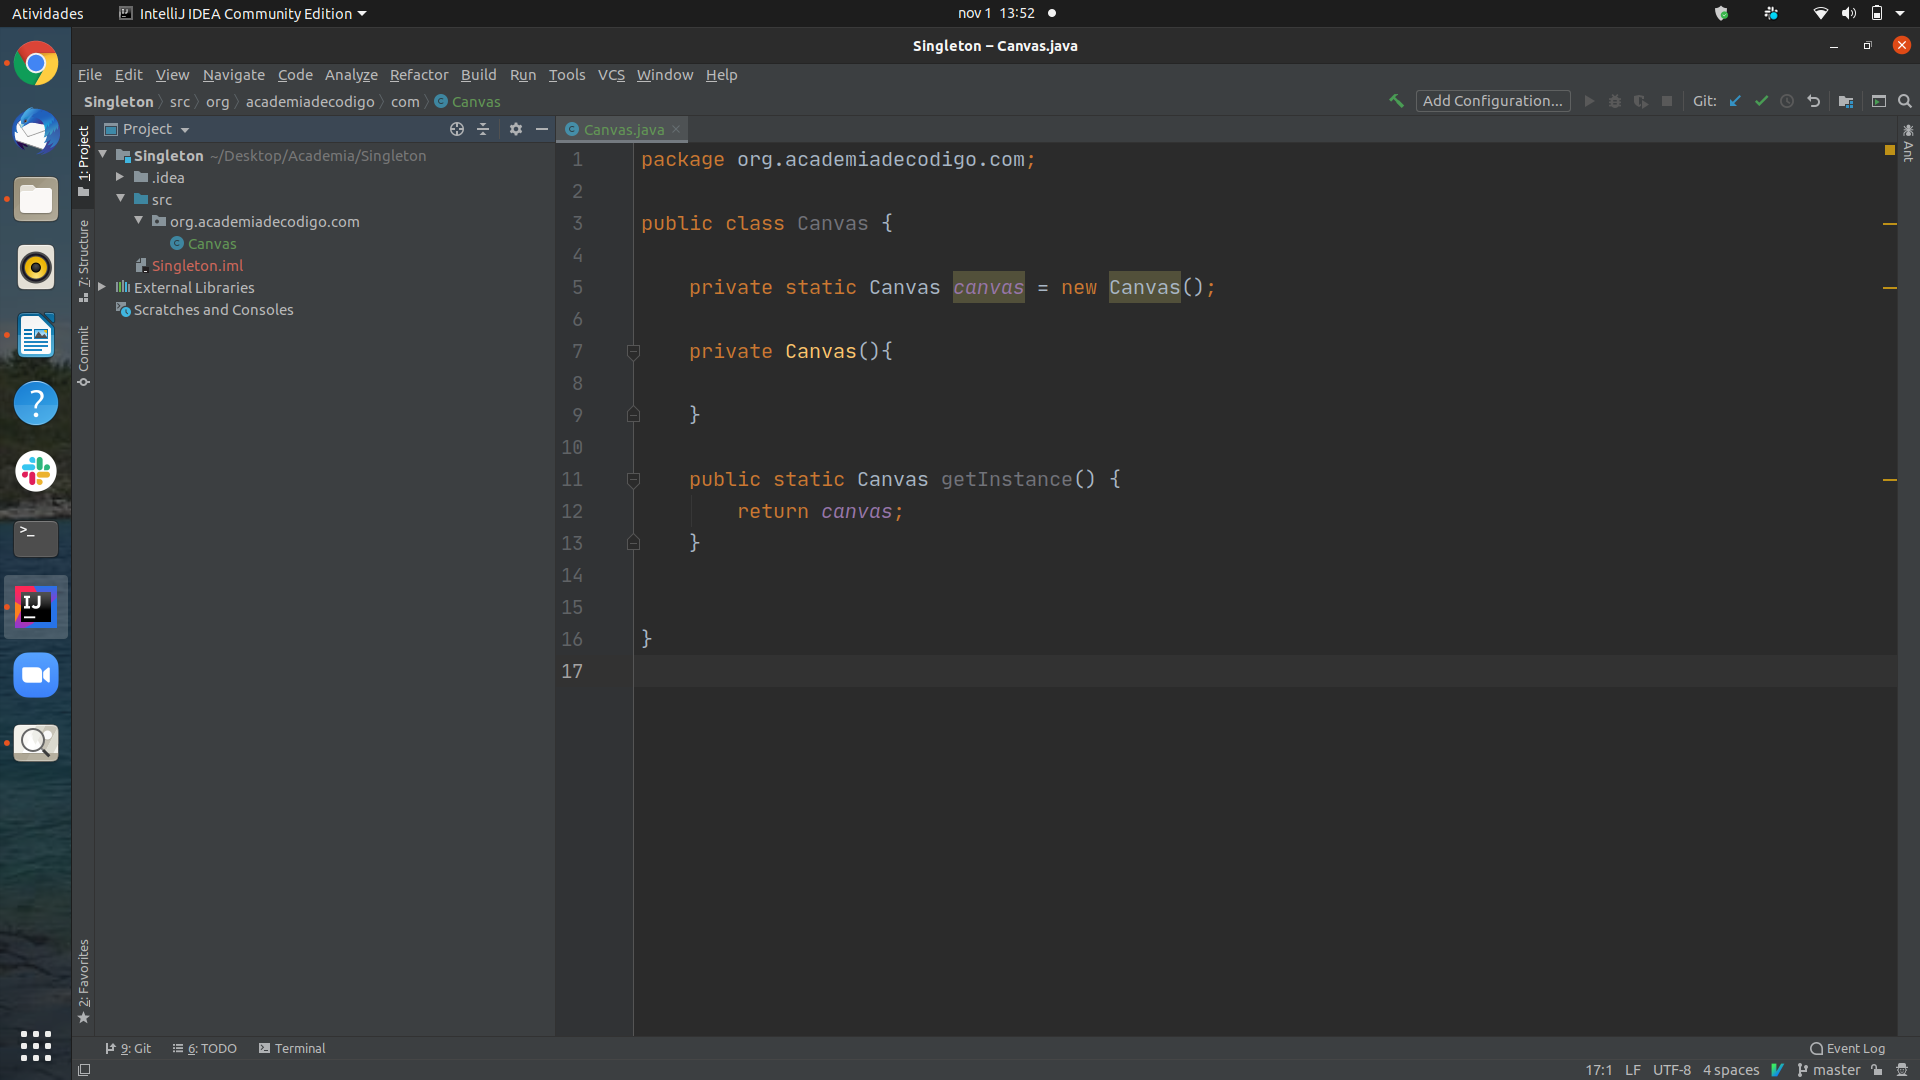 Atividades
IntelliJ IDEA Community Edition
nov 1 13:52
Singleton – Canvas.java
File Edit View Navigate Code Analyze Refactor Build Run Tools VCS Window Help
Singleton src org academiadecodigo com Canvas
Add Configuration...
Git:
1: Project
7: Structure
Commit
2: Favorites
Project
Singleton ~/Desktop/Academia/Singleton
.idea
src
org.academiadecodigo.com
Canvas
Singleton.iml
External Libraries
Scratches and Consoles
Canvas.java
1 package org.academiadecodigo.com;
2
3 public class Canvas {
4
5 private static Canvas canvas = new Canvas();
6
7 private Canvas(){
8
9 }
10
11 public static Canvas getInstance() {
12 return canvas;
13 }
14
15
16 }
17
Ant
9: Git 6: TODO Terminal
Event Log
17:1 LF UTF-8 4 spaces master